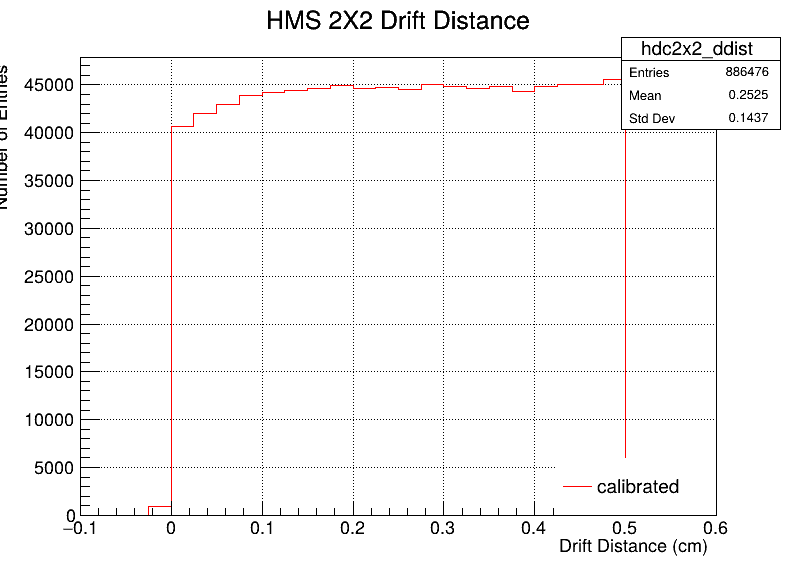 HMS 2X2 Drift Distance
hdc2x2_ddist
Entries 886476
Mean 0.2525
Std Dev 0.1437
Number of Entries
45000
40000
35000
30000
25000
20000
15000
10000
5000
0
calibrated
−0.1 0 0.1 0.2 0.3 0.4 0.5 0.6
Drift Distance (cm)